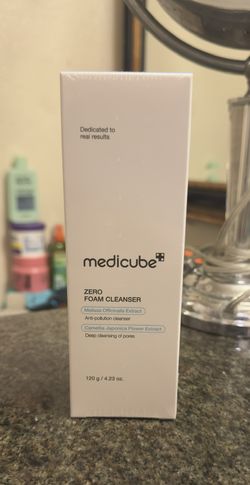 Dedicated to
real results
medicube+
ZERO
FOAM CLEANSER
Melissa Officinalis Extract
Anti-pollution cleanser
Camellia Japonica Flower Extract
Deep cleansing of pores
120 g / 4.23 oz.